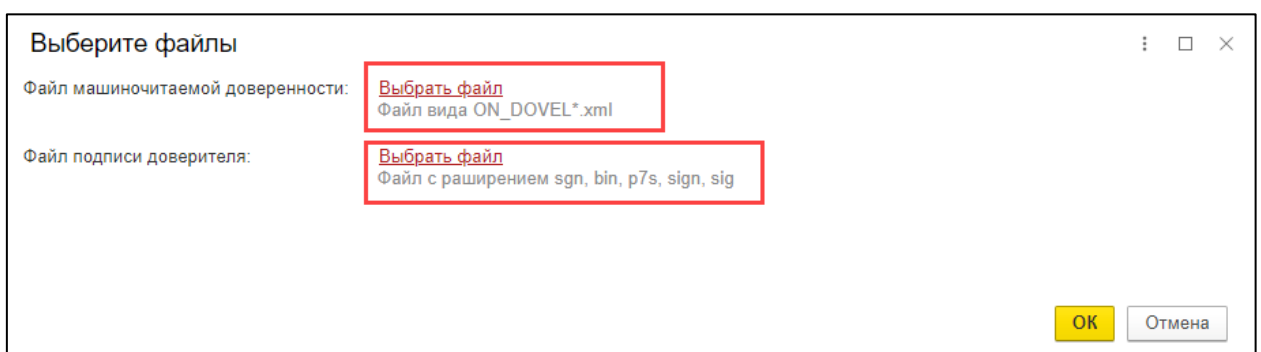 Выберите файлы
Файл машиночитаемой доверенности: Выбрать файл
Файл вида ON_DOVEL*.xml
Файл подписи доверителя: Выбрать файл
Файл с раширением sgn, bin, p7s, sign, sig
ОК Отмена